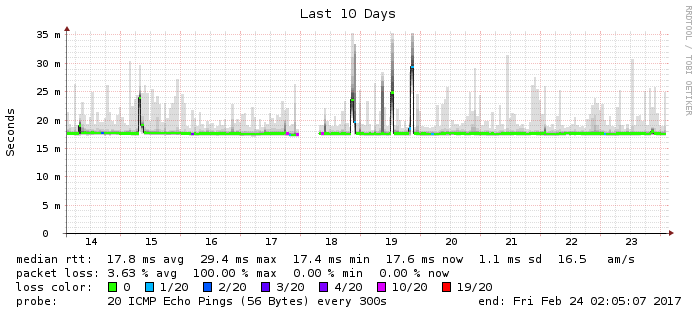 Last 10 Days
RRDTOOL / TOBI OETIKER
Seconds
35 m
30 m
25 m
20 m
15 m
10 m
5 m
0
14 15 16 17 18 19 20 21 22 23
median rtt: 17.8 ms avg 29.4 ms max 17.4 ms min 17.6 ms now 1.1 ms sd 16.5 am/s
packet loss: 3.63 % avg 100.00 % max 0.00 % min 0.00 % now
loss color: 0 1/20 2/20 3/20 4/20 10/20 19/20
probe: 20 ICMP Echo Pings (56 Bytes) every 300s end: Fri Feb 24 02:05:07 2017